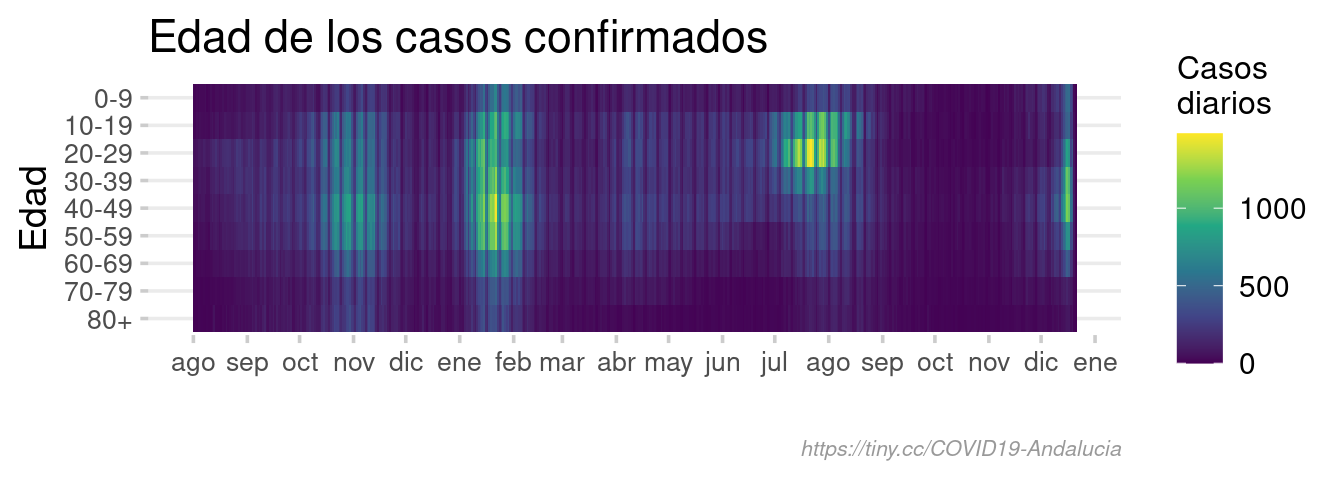 Edad de los casos confirmados
Casos
diarios
1000
500
0
Edad
0-9
10-19
20-29
30-39
40-49
50-59
60-69
70-79
80+
ago sep oct nov dic ene feb mar abr may jun jul ago sep oct nov dic ene
https://tiny.cc/COVID19-Andalucia